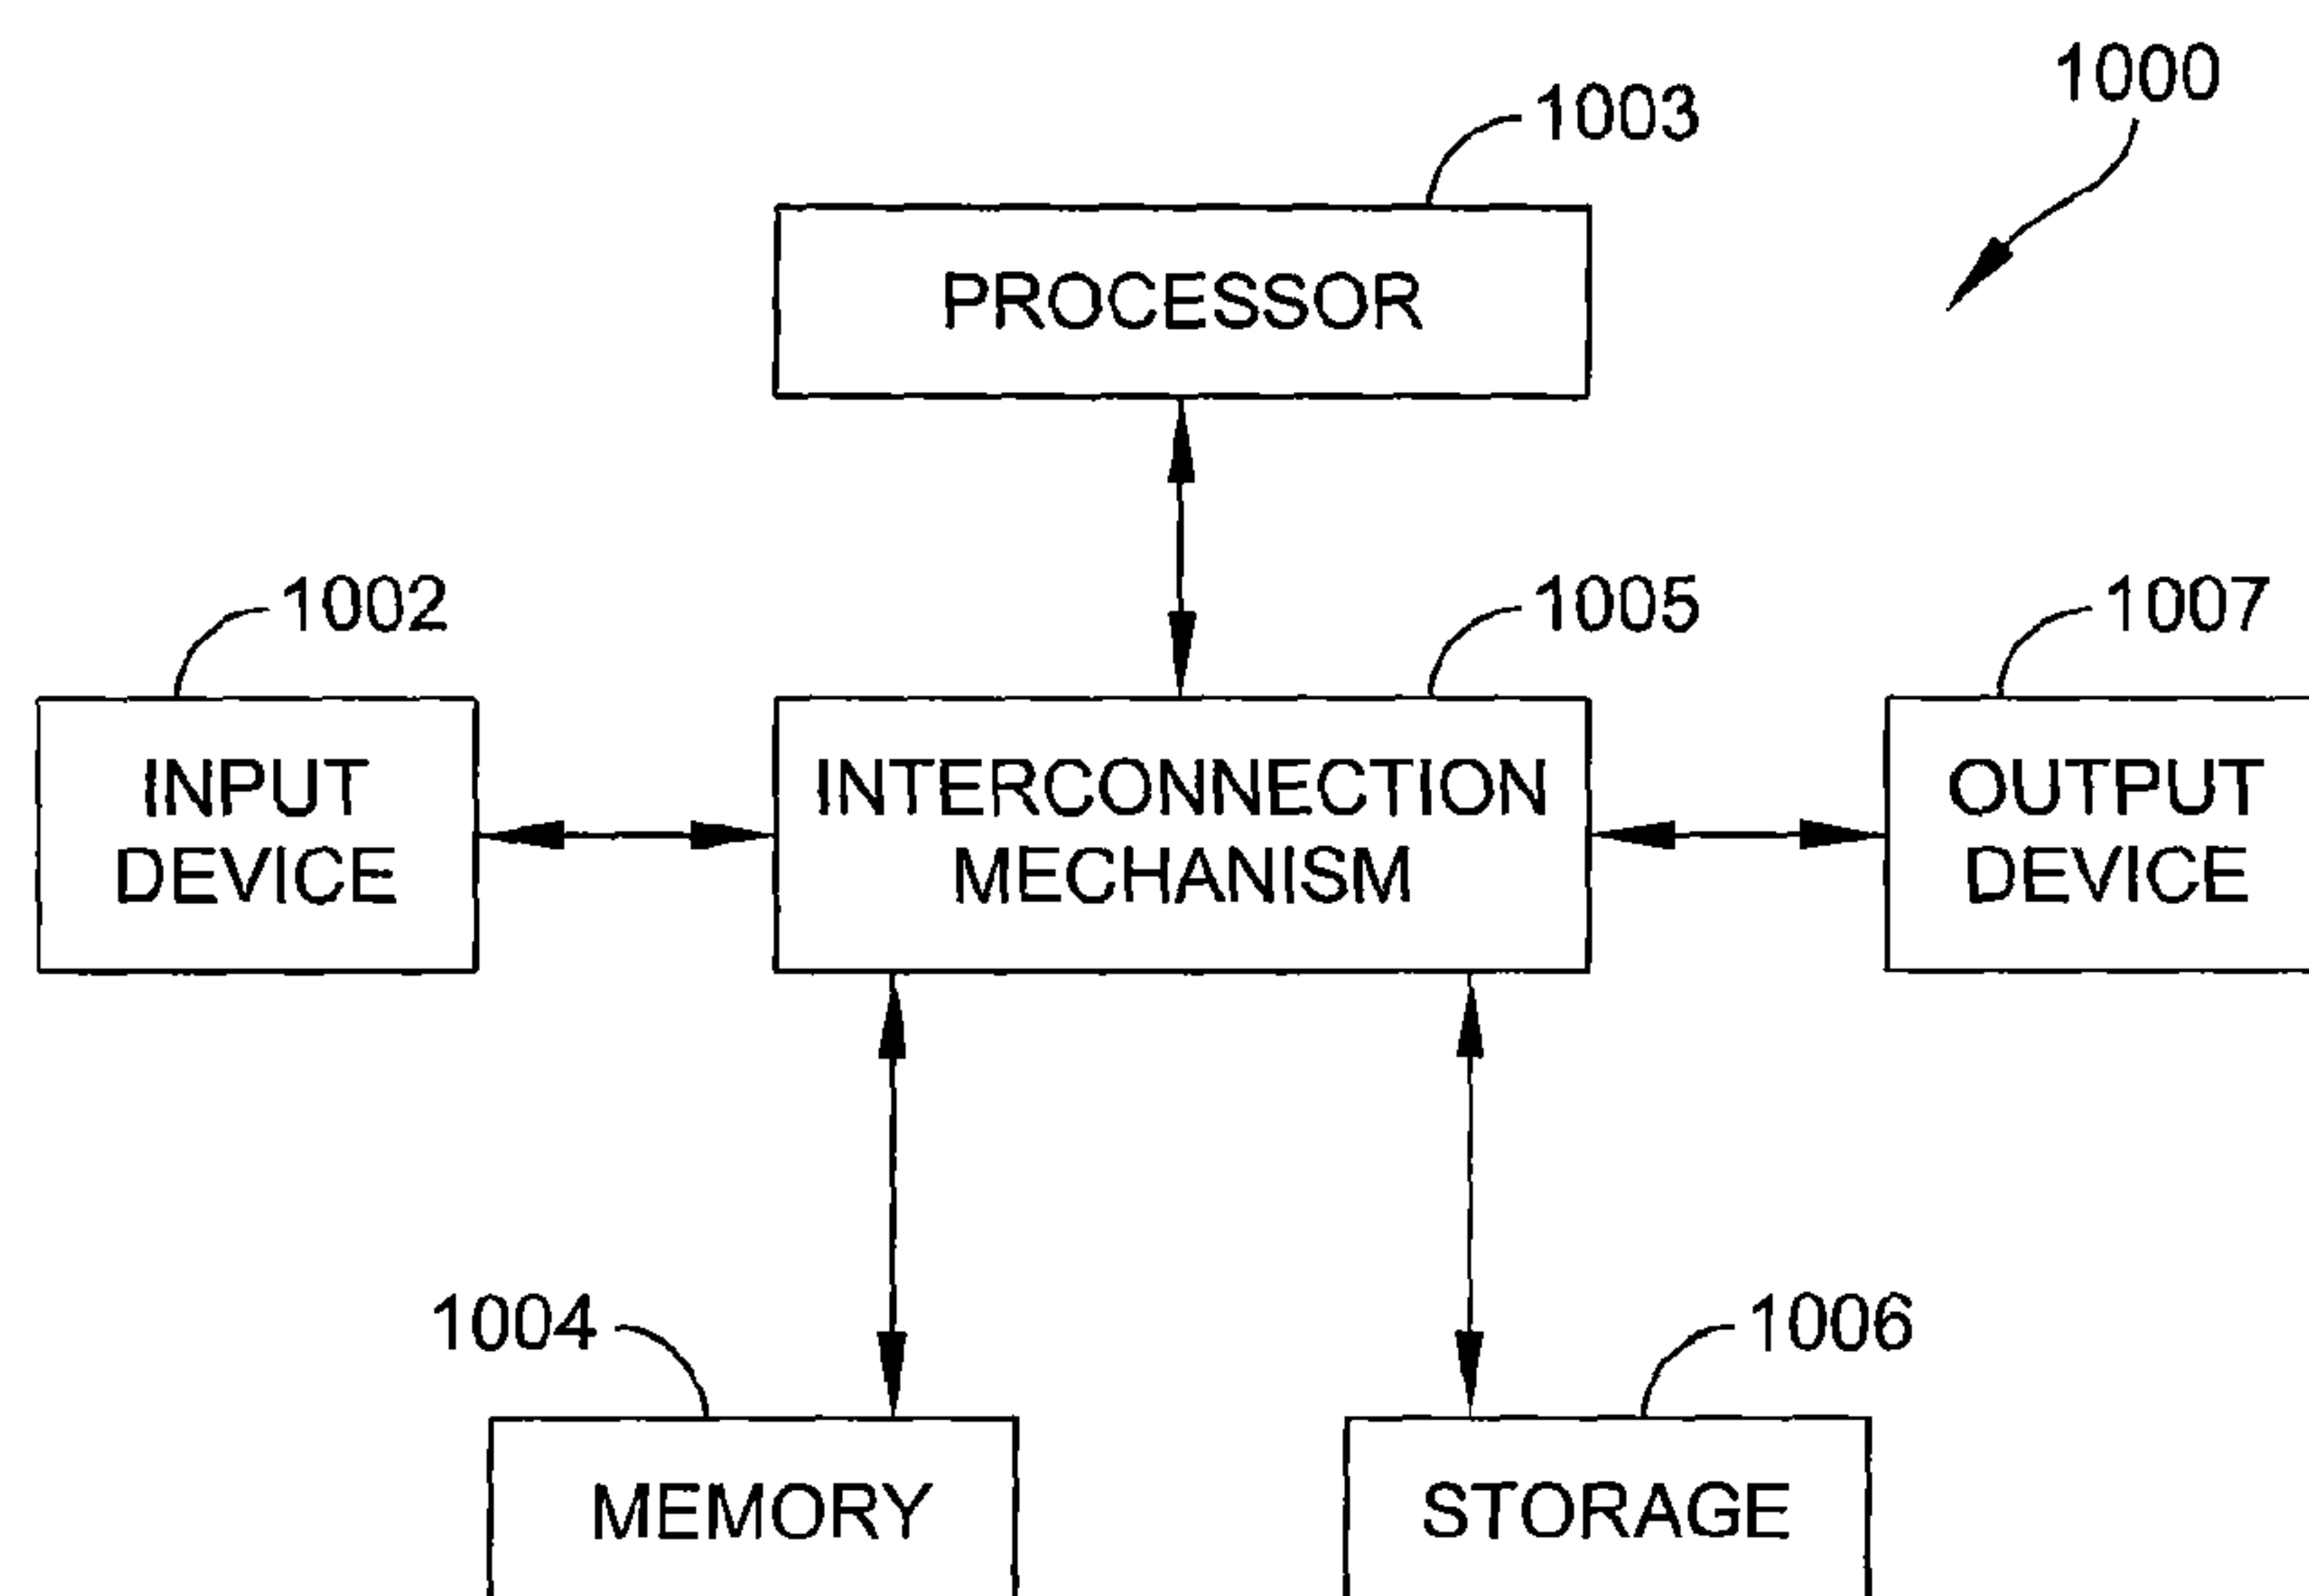 1000
1003
PROCESSOR
1002
1005
1007
INPUT
DEVICE
INTERCONNECTION
MECHANISM
OUTPUT
DEVICE
1004
1006
MEMORY
STORAGE